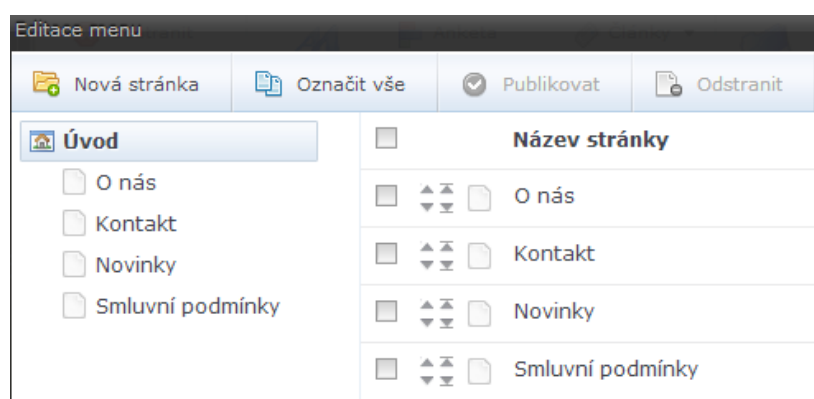 Editace menu
Nová stránka Označit vše Publikovat Odstranit
Úvod
O nás
Kontakt
Novinky
Smluvní podmínky
Název stránky
O nás
Kontakt
Novinky
Smluvní podmínky